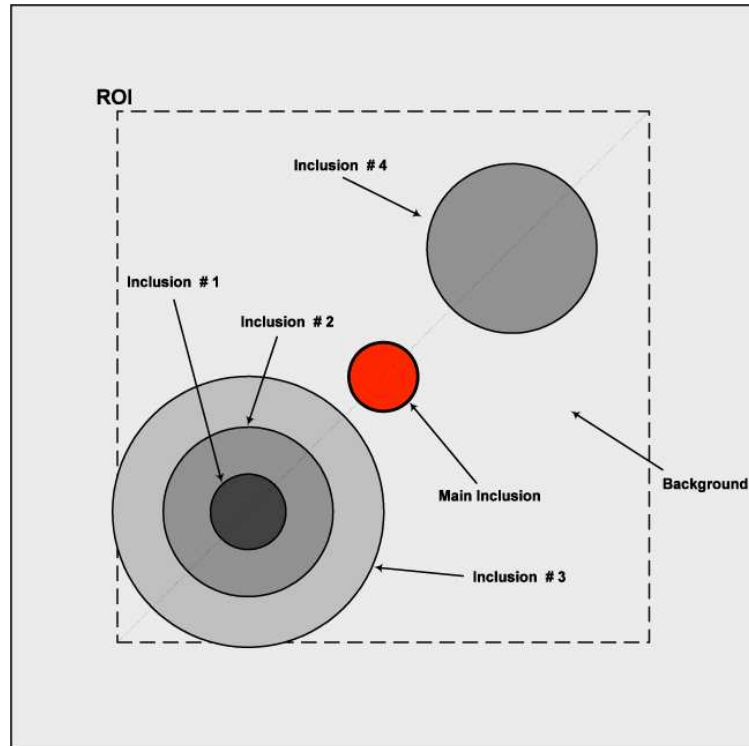 ROI
Inclusion # 4
Inclusion # 1
Inclusion # 2
Main Inclusion
Background
Inclusion # 3